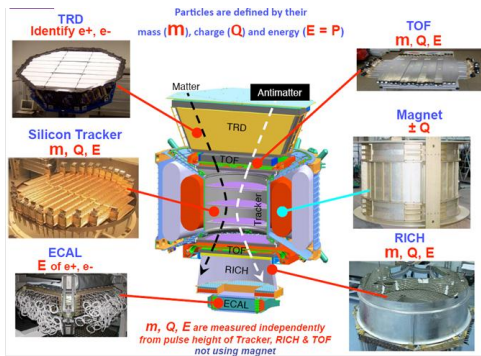 TRD
Identify e+, e-
Particles are defined by their
mass (m), charge (Q) and energy (E = P)
TOF
m, Q, E
Matter
Antimatter
TRD
TOF
Tracker
TOF
RICH
ECAL
Silicon Tracker
m, Q, E
Magnet
± Q
ECAL
E of e+, e-
RICH
m, Q, E
m, Q, E are measured independently
from pulse height of Tracker, RICH & TOF
not using magnet